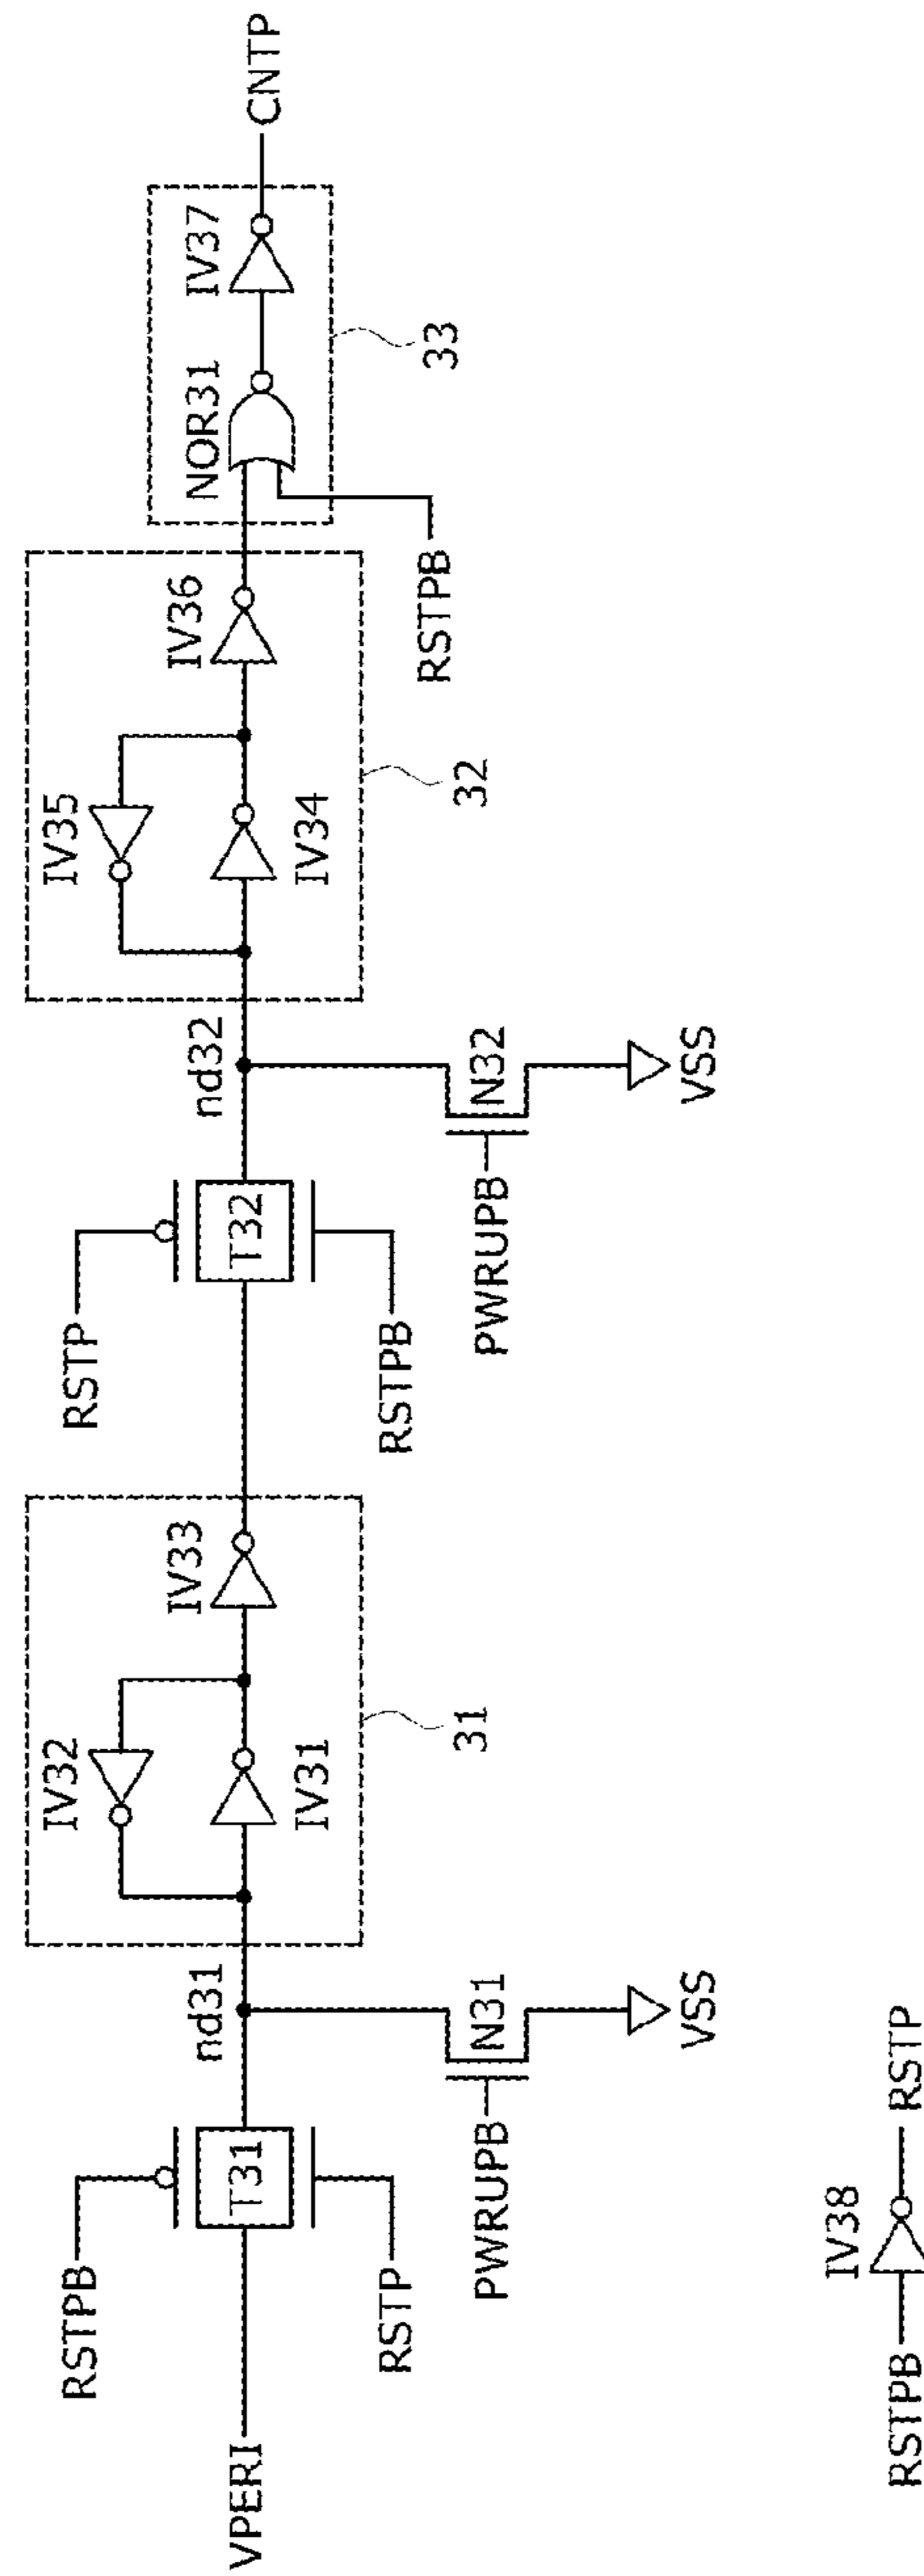 VPERI
RSTPB
T31
RSTP
nd31
PWRUPB
N31
VSS
IV32
IV31
IV33
31
RSTP
T32
RSTPB
nd32
PWRUPB
N32
VSS
IV35
IV34
IV36
32
NOR31
IV37
RSTPB
33
CNTP
RSTPB
IV38
RSTP